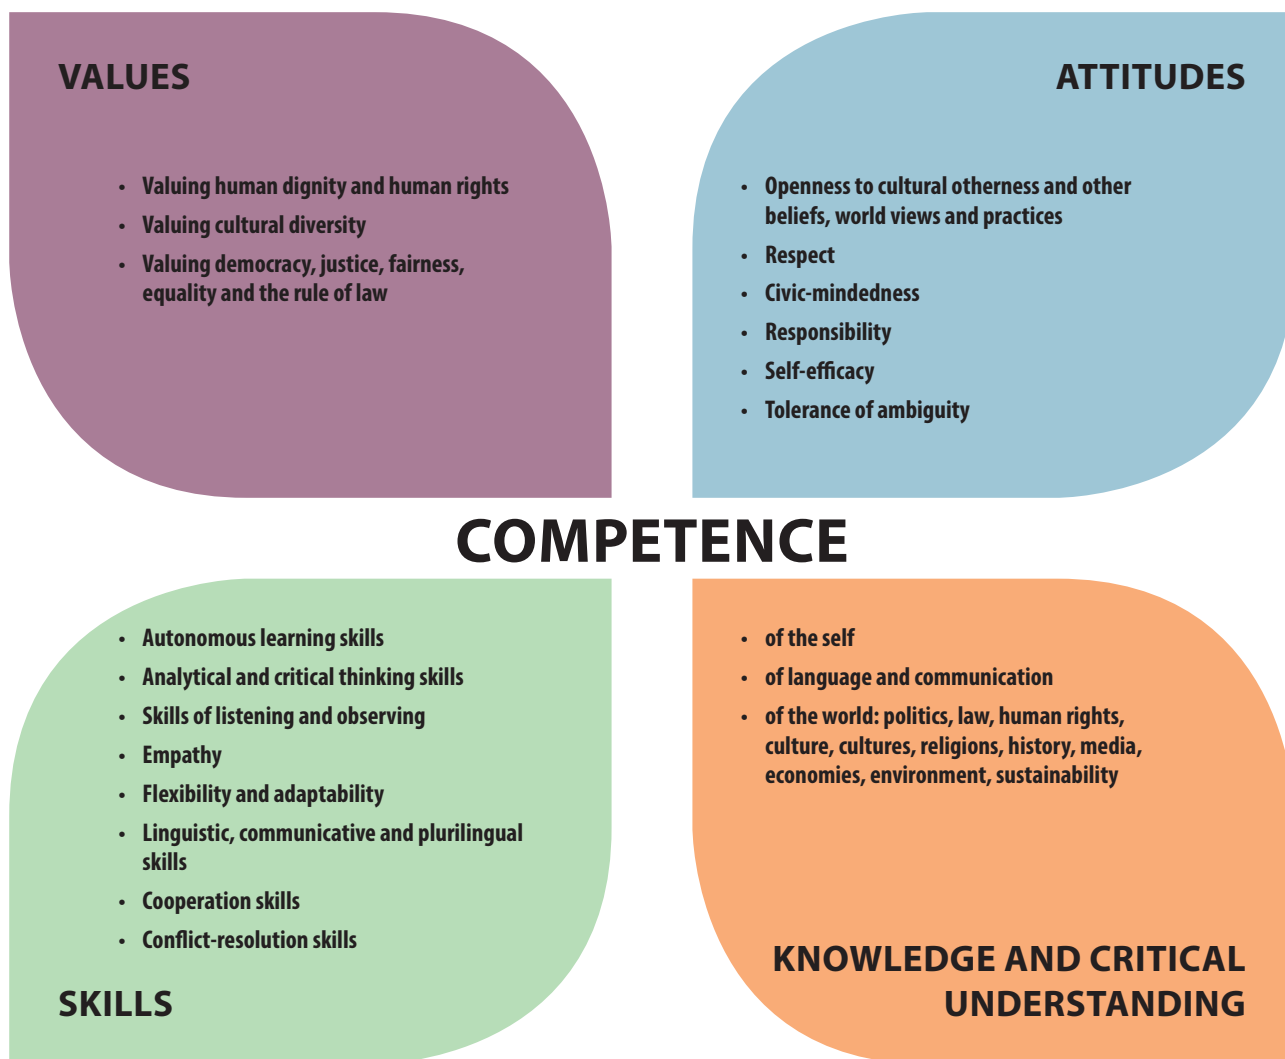 VALUES
• Valuing human dignity and human rights
• Valuing cultural diversity
• Valuing democracy, justice, fairness,
equality and the rule of law
ATTITUDES
• Openness to cultural otherness and other
beliefs, world views and practices
• Respect
• Civic-mindedness
• Responsibility
• Self-efficacy
• Tolerance of ambiguity
COMPETENCE
• Autonomous learning skills
• Analytical and critical thinking skills
• Skills of listening and observing
• Empathy
• Flexibility and adaptability
• Linguistic, communicative and plurilingual
skills
• Cooperation skills
• Conflict-resolution skills
SKILLS
• of the self
• of language and communication
• of the world: politics, law, human rights,
culture, cultures, religions, history, media,
economies, environment, sustainability
KNOWLEDGE AND CRITICAL
UNDERSTANDING